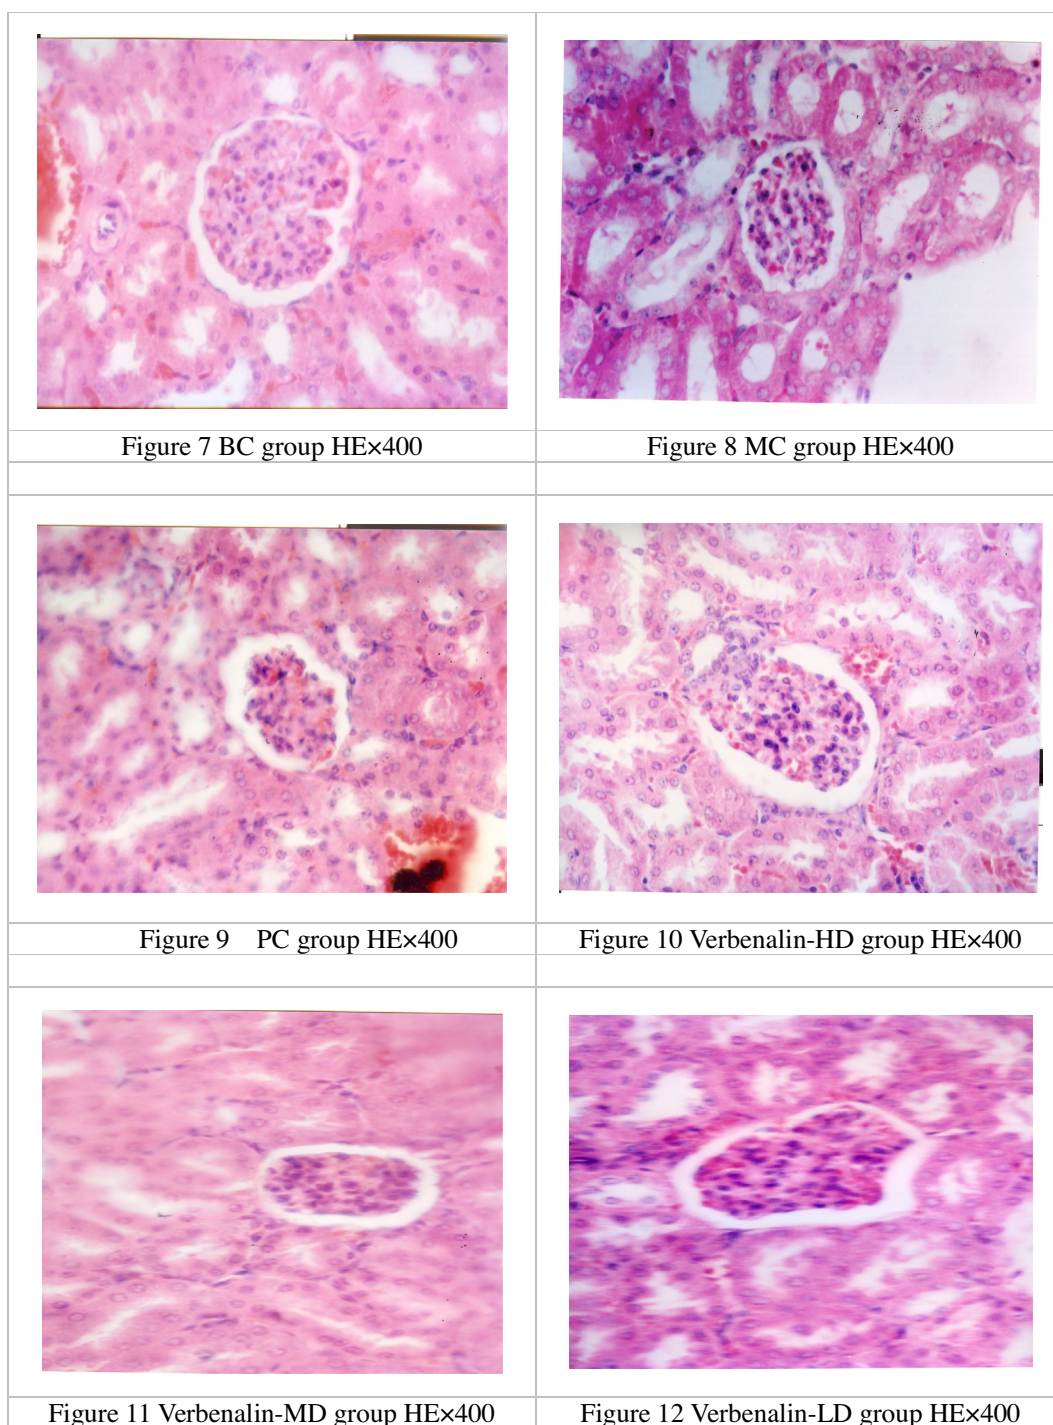 Figure 7 BC group HE×400
Figure 8 MC group HE×400
Figure 9 PC group HE×400
Figure 10 Verbenalin-HD group HE×400
Figure 11 Verbenalin-MD group HE×400
Figure 12 Verbenalin-LD group HE×400